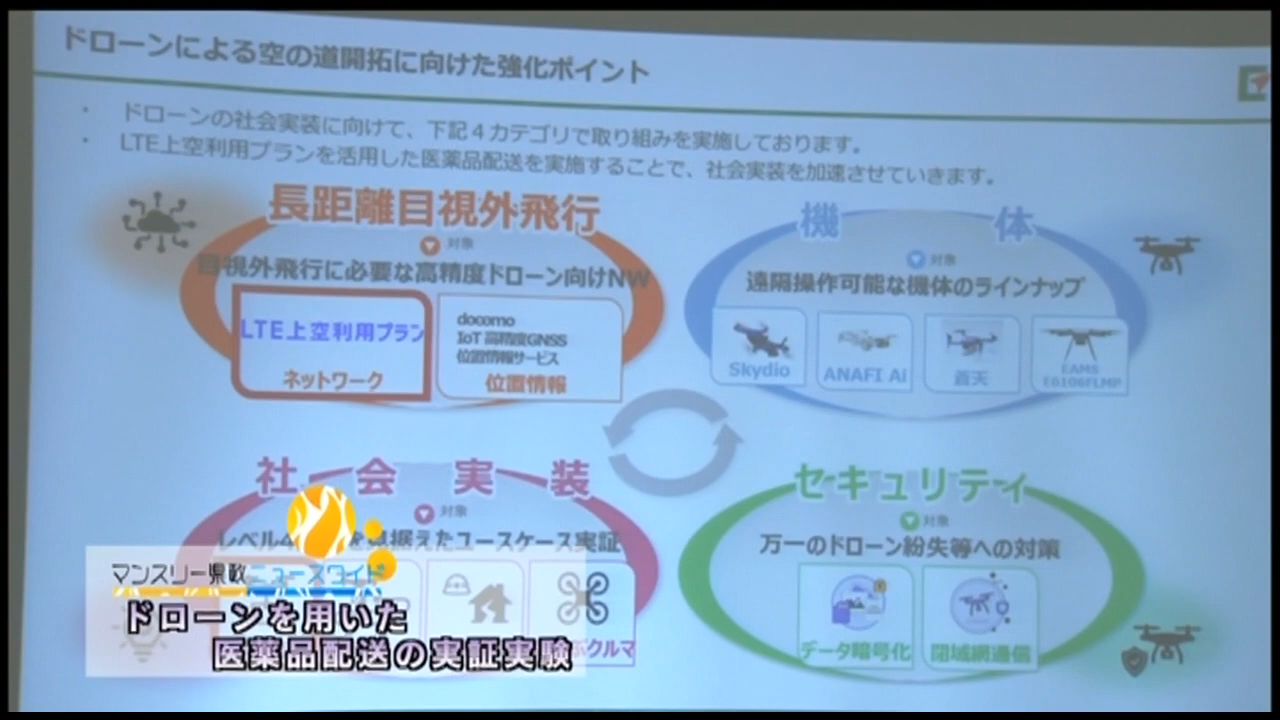 ドローンによる空の道開拓に向けた強化ポイント
・ ドローンの社会実装に向けて、下記４カテゴリで取り組みを実施しております。
・ LTE上空利用プランを活用した医薬品配送を実施することで、社会実装を加速させていきます。
長距離目視外飛行
対象
目視外飛行に必要な高精度ドローン向けNW
LTE上空利用プラン
ネットワーク
docomo
IoT 高精度GNSS
位置情報サービス
位置情報
機体
対象
遠隔操作可能な機体のラインナップ
Skydio
ANAFI Ai
蒼天
EAMS
E6106FLMP
社会実装
対象
レベル4 を見据えたユースケース実証
クルマ
セキュリティ
対象
万一のドローン紛失等への対策
データ暗号化
閉域網通信
マンスリー県政ニュースワイド
ドローンを用いた
医薬品配送の実証実験